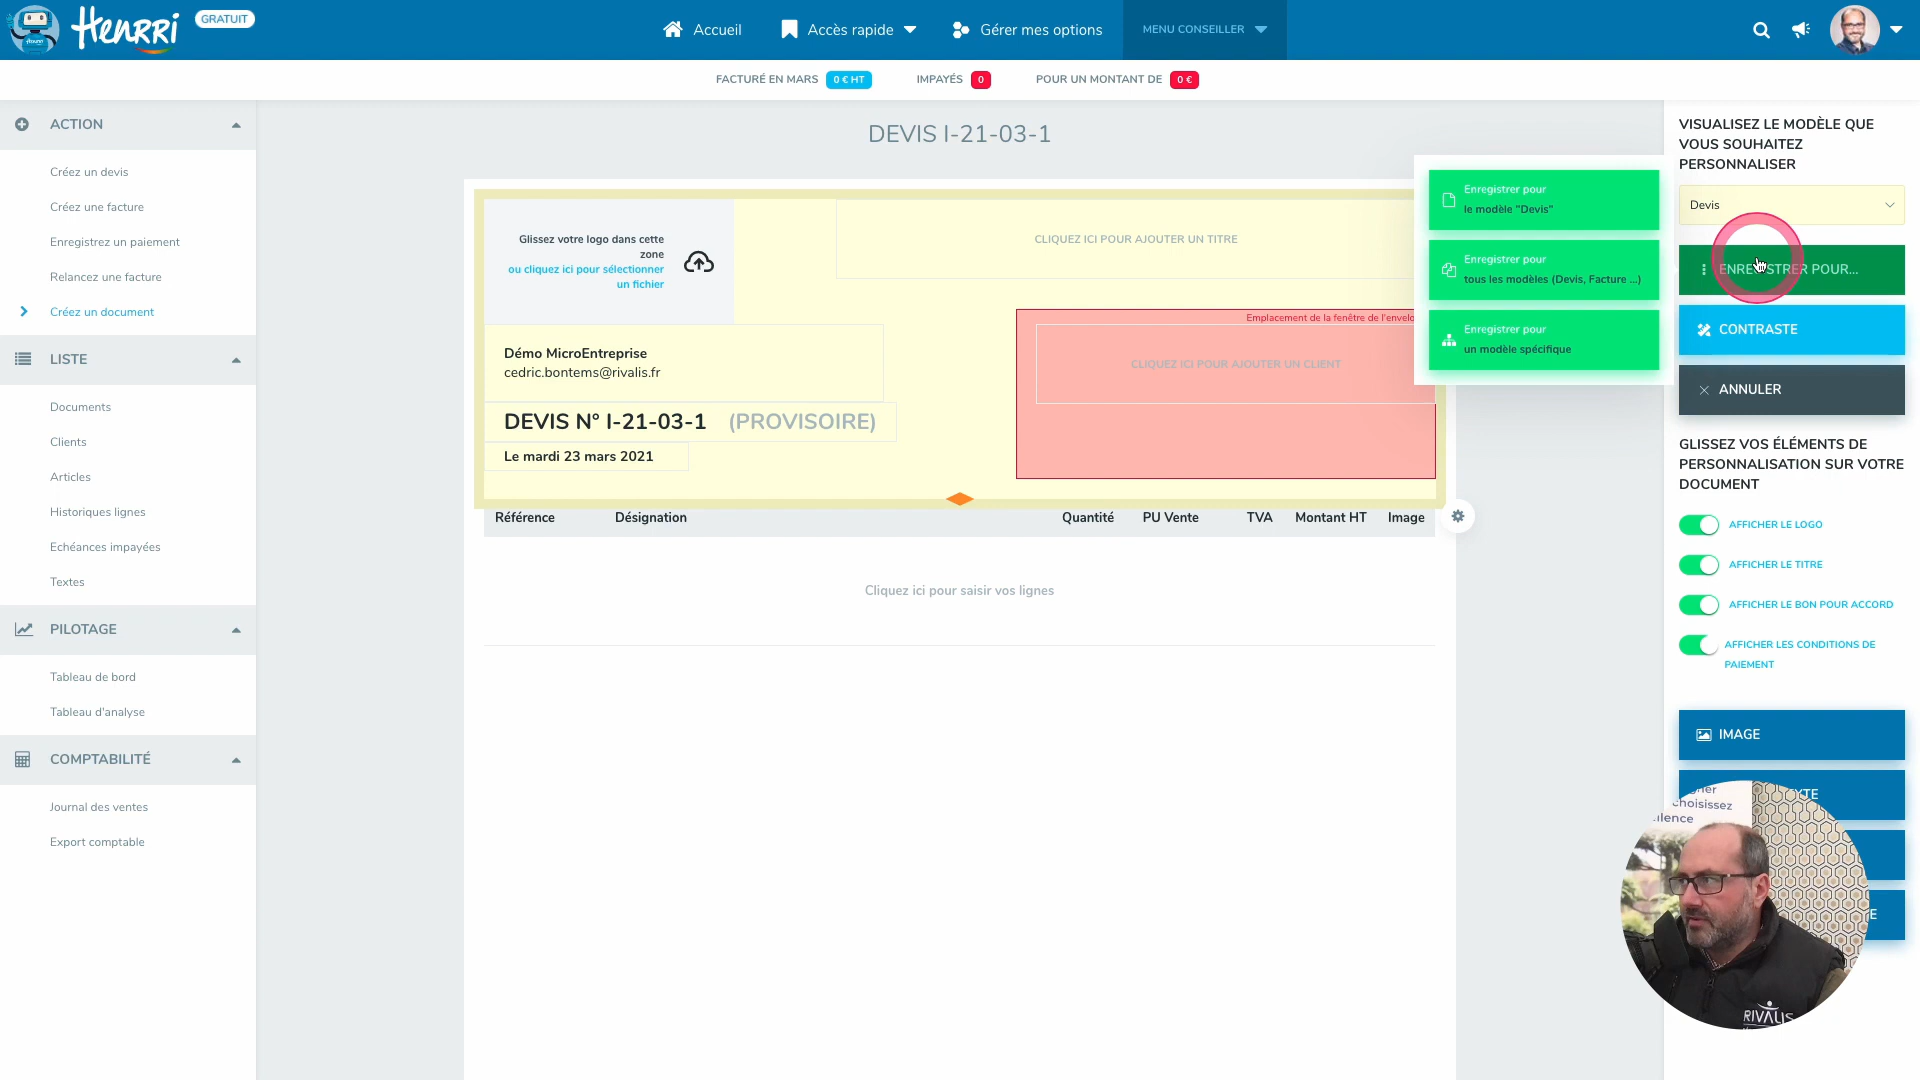 Henrri
GRATUIT
Accueil
Accès rapide
Gérer mes options
MENU CONSEILLER
FACTURÉ EN MARS 0 € HT
IMPAYÉS 0
POUR UN MONTANT DE 0 €
ACTION
Créez un devis
Créez une facture
Enregistrez un paiement
Relancez une facture
Créez un document
LISTE
Documents
Clients
Articles
Historiques lignes
Echéances impayées
Textes
PILOTAGE
Tableau de bord
Tableau d'analyse
COMPTABILITÉ
Journal des ventes
Export comptable
DEVIS I-21-03-1
Glissez votre logo dans cette
zone
ou cliquez ici pour sélectionner
un fichier
CLIQUEZ ICI POUR AJOUTER UN TITRE
Emplacement de la fenêtre de l'envelo
CLIQUEZ ICI POUR AJOUTER UN CLIENT
Démo MicroEntreprise
cedric.bontems@rivalis.fr
DEVIS N° I-21-03-1 (PROVISOIRE)
Le mardi 23 mars 2021
Référence Désignation Quantité PU Vente TVA Montant HT Image
Cliquez ici pour saisir vos lignes
Enregistrer pour
le modèle "Devis"
Enregistrer pour
tous les modèles (Devis, Facture ...)
Enregistrer pour
un modèle spécifique
VISUALISEZ LE MODÈLE QUE
VOUS SOUHAITEZ
PERSONNALISER
Devis
ENREGISTRER POUR...
CONTRASTE
ANNULER
GLISSEZ VOS ÉLÉMENTS DE
PERSONNALISATION SUR VOTRE
DOCUMENT
AFFICHER LE LOGO
AFFICHER LE TITRE
AFFICHER LE BON POUR ACCORD
AFFICHER LES CONDITIONS DE
PAIEMENT
IMAGE
XTE
choisissez
RIVALIS
E